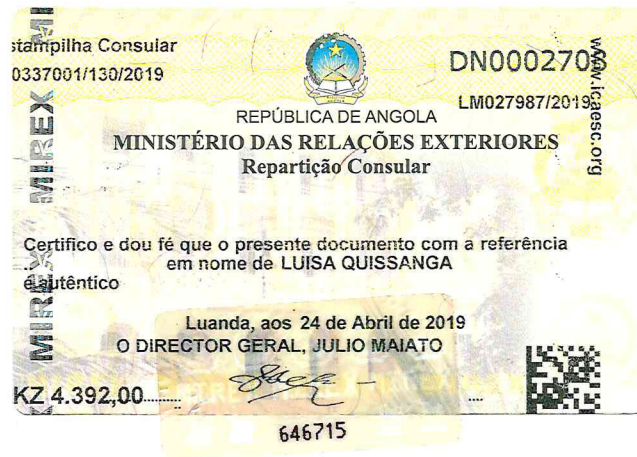 stampilha Consular
0337001/130/2019
DN0002708
LM027987/2019
www.icaesc.org
MIREX MIREX MI
REPÚBLICA DE ANGOLA
MINISTÉRIO DAS RELAÇÕES EXTERIORES
Repartição Consular
Certifico e dou fé que o presente documento com a referência
.. em nome de LUISA QUISSANGA
é autêntico
Luanda, aos 24 de Abril de 2019
O DIRECTOR GERAL, JULIO MAIATO
KZ 4.392,00.......... ....
646715